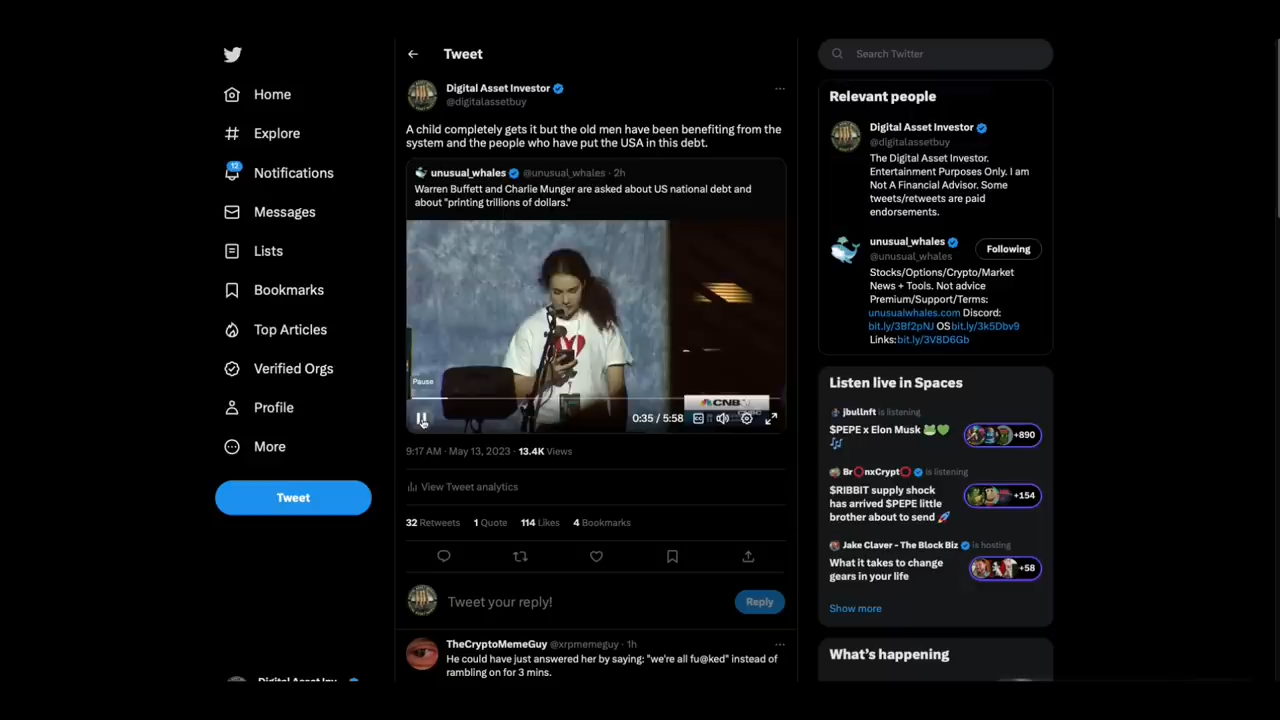 Home
Explore
12
Notifications
Messages
Lists
Bookmarks
Top Articles
Verified Orgs
Profile
More
Tweet
Tweet
Digital Asset Investor
@digitalassetbuy
A child completely gets it but the old men have been benefiting from the
system and the people who have put the USA in this debt.
unusual_whales @unusual_whales · 2h
Warren Buffett and Charlie Munger are asked about US national debt and
about "printing trillions of dollars."
Pause
CNB
0:35 / 5:58
CC
9:17 AM · May 13, 2023 · 13.4K Views
View Tweet analytics
32 Retweets 1 Quote 114 Likes 4 Bookmarks
Tweet your reply!
Reply
TheCryptoMemeGuy @xrpmemeguy · 1h
He could have just answered her by saying: "we're all fu@ked" instead of
rambling on for 3 mins.
Search Twitter
Relevant people
Digital Asset Investor
@digitalassetbuy
The Digital Asset Investor.
Entertainment Purposes Only. I am
Not A Financial Advisor. Some
tweets/retweets are paid
endorsements.
unusual_whales
@unusual_whales
Following
Stocks/Options/Crypto/Market
News + Tools. Not advice
Premium/Support/Terms:
unusualwhales.com Discord:
bit.ly/3Bf2pNJ OSbit.ly/3k5Dbv9
Links:bit.ly/3V8D6Gb
Listen live in Spaces
jbullnft is listening
$PEPE x Elon Musk 🐸💚
🎶
+890
Br⭕nxCrypt⭕ is listening
$RIBBIT supply shock
has arrived $PEPE little
brother about to send 🚀
+154
Jake Claver - The Block Biz is hosting
What it takes to change
gears in your life
+58
Show more
What's happening